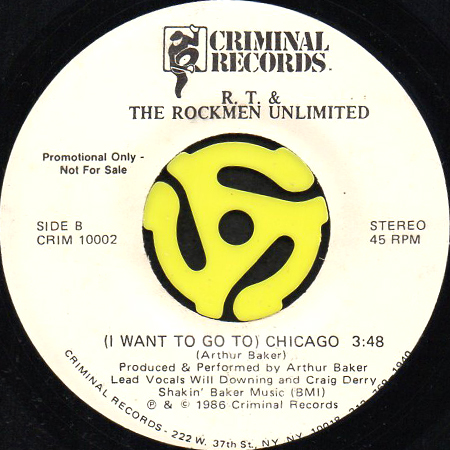 CRIMINAL
RECORDS
R. T. &
THE ROCKMEN UNLIMITED
Promotional Only -
Not For Sale
SIDE B
CRIM 10002
STEREO
45 RPM
(I WANT TO GO TO) CHICAGO 3:48
(Arthur Baker)
Produced & Performed by Arthur Baker
Lead Vocals Will Downing and Craig Derry
Shakin' Baker Music (BMI)
℗ & © 1986 Criminal Records
CRIMINAL RECORDS - 222 W. 37th St., NY, NY